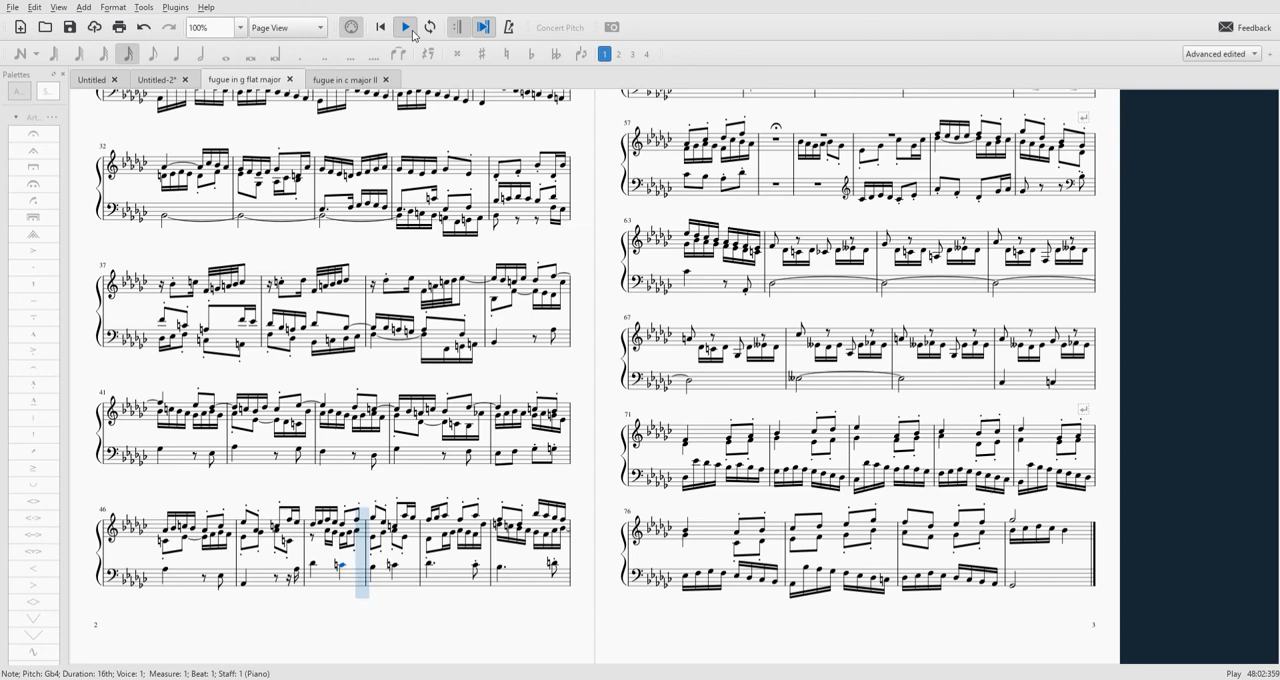 File Edit View Add Format Tools Plugins Help
100% Page View Concert Pitch Feedback
1 2 3 4 Advanced edited
Palettes
Untitled Untitled-2* fugue in g flat major fugue in c major II
A... S...
Art...
32
37
41
46
2
57
63
67
71
76
3
Note; Pitch: Gb4; Duration: 16th; Voice: 1; Measure: 1; Beat: 1; Staff: 1 (Piano) Play 48:02:359